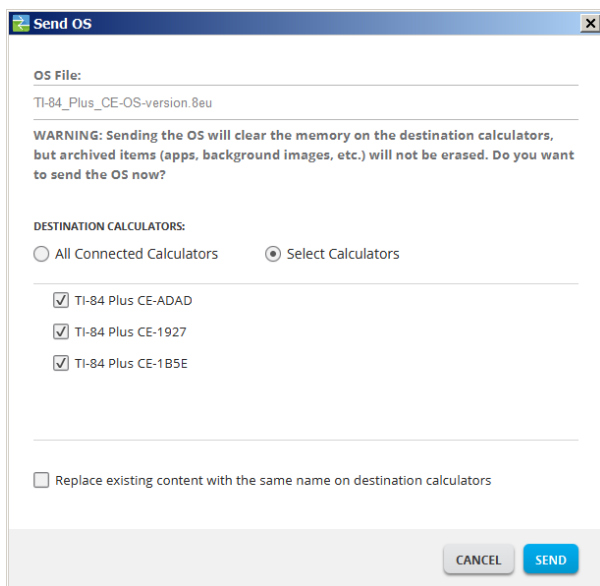 Send OS
OS File:
TI-84_Plus_CE-OS-version.8eu
WARNING: Sending the OS will clear the memory on the destination calculators,
but archived items (apps, background images, etc.) will not be erased. Do you want
to send the OS now?
DESTINATION CALCULATORS:
All Connected Calculators Select Calculators
TI-84 Plus CE-ADAD
TI-84 Plus CE-1927
TI-84 Plus CE-1B5E
Replace existing content with the same name on destination calculators
CANCEL SEND